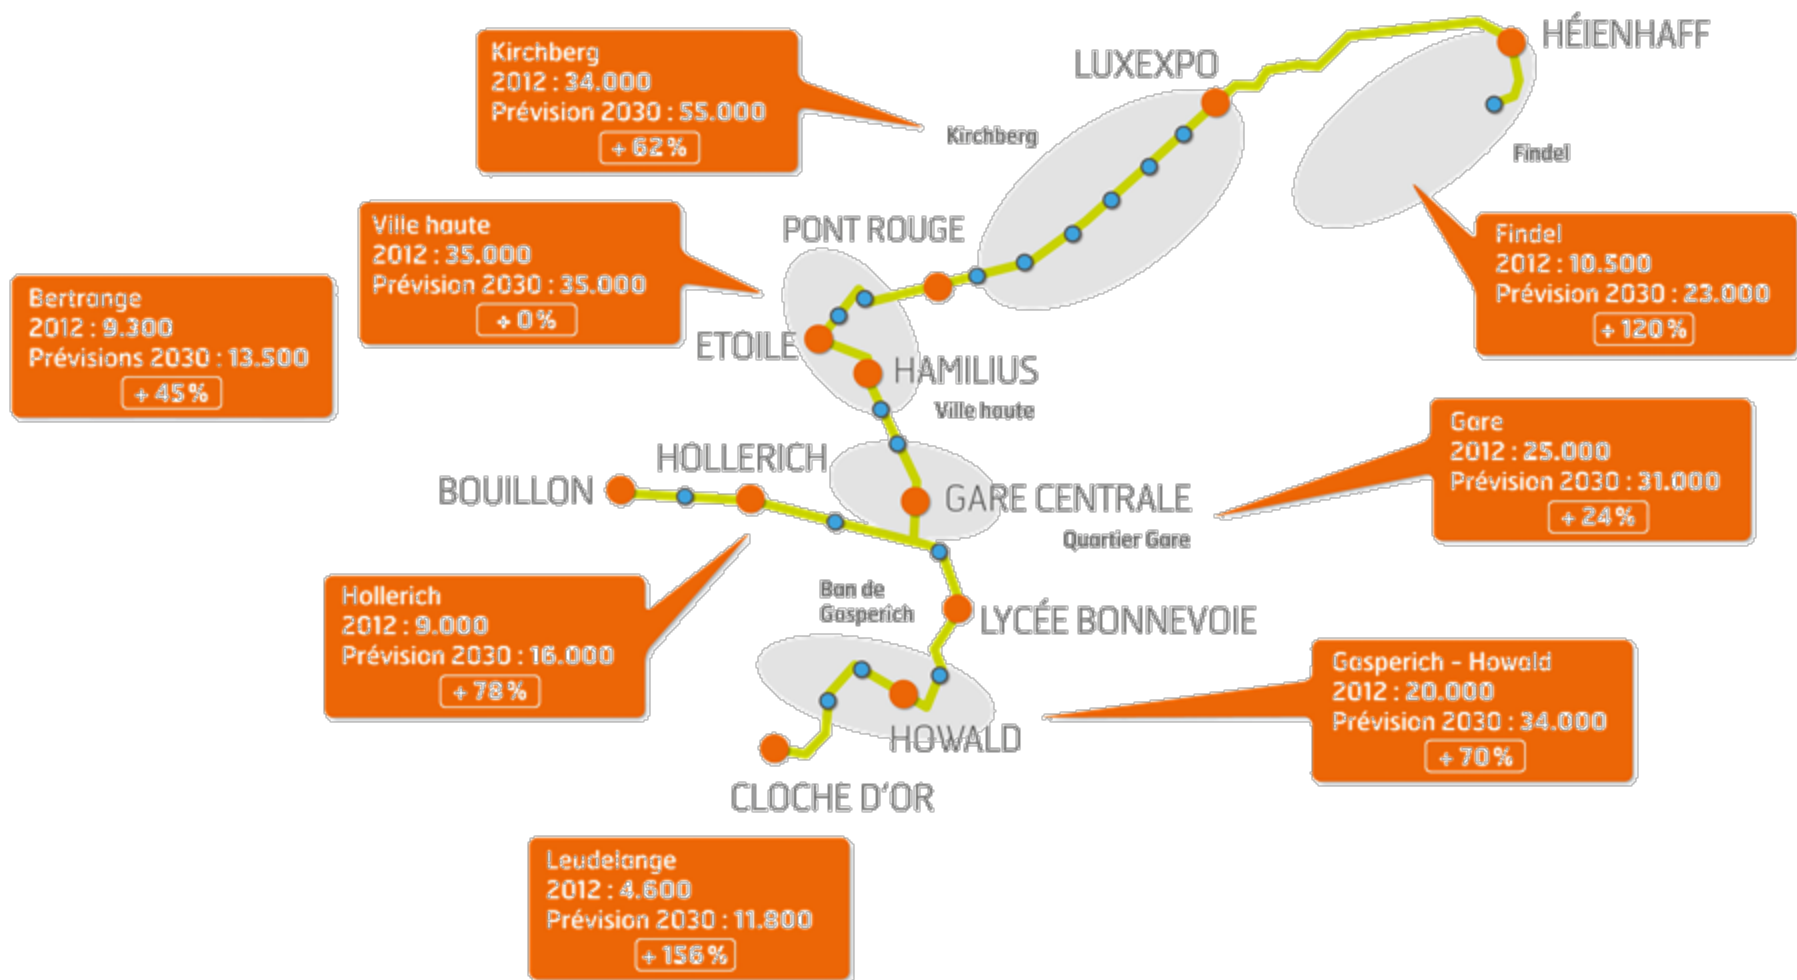 HÉIENHAFF
LUXEXPO
Kirchberg
2012 : 34.000
Prévision 2030 : 55.000
+ 62 %
Kirchberg
Findel
Ville haute
2012 : 35.000
Prévision 2030 : 35.000
+ 0 %
PONT ROUGE
Findel
2012 : 10.500
Prévision 2030 : 23.000
+ 120 %
Bertrange
2012 : 9.300
Prévisions 2030 : 13.500
+ 45 %
ETOILE
HAMILIUS
Ville haute
Gare
2012 : 25.000
Prévision 2030 : 31.000
+ 24 %
HOLLERICH
BOUILLON
GARE CENTRALE
Quartier Gare
Hollerich
2012 : 9.000
Prévision 2030 : 16.000
+ 78 %
Ban de
Gasperich
LYCÉE BONNEVOIE
Gasperich - Howald
2012 : 20.000
Prévision 2030 : 34.000
+ 70 %
HOWALD
CLOCHE D'OR
Leudelange
2012 : 4.600
Prévision 2030 : 11.800
+ 156 %